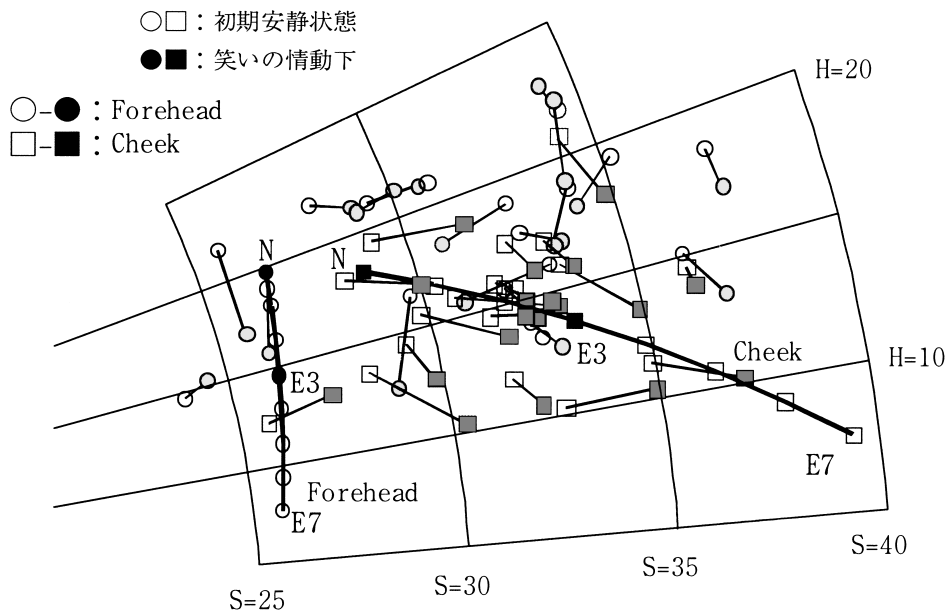 ○□：初期安静状態
●■：笑いの情動下
○-●：Forehead
□-■：Cheek
H=20
N
N
E3
E3
Cheek
H=10
E7
Forehead
E7
S=40
S=35
S=30
S=25